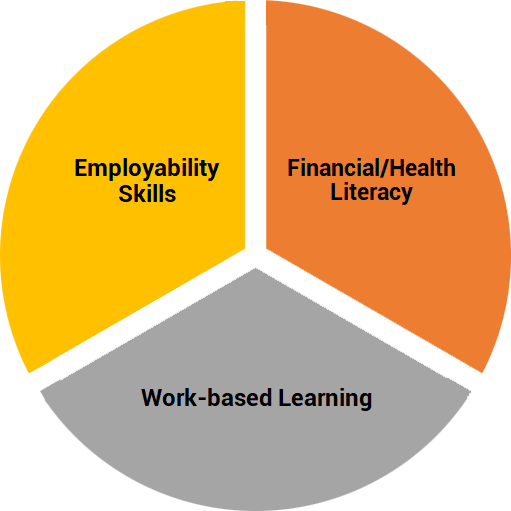 Employability
Skills
Financial/Health
Literacy
Work-based Learning